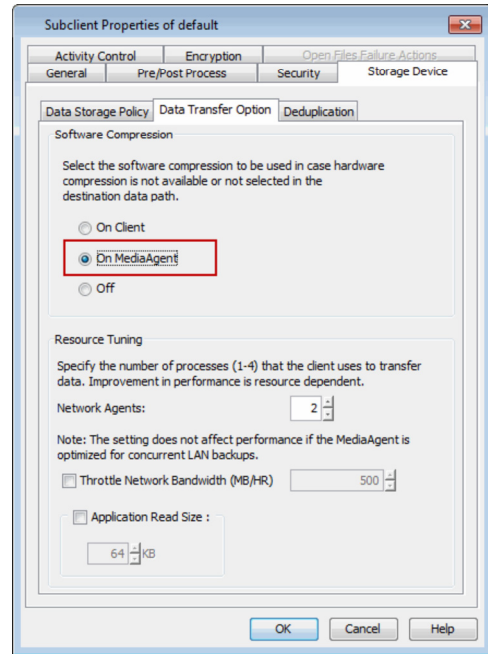 Subclient Properties of default
Activity Control Encryption Open Files Failure Actions
General Pre/Post Process Security Storage Device
Data Storage Policy Data Transfer Option Deduplication
Software Compression
Select the software compression to be used in case hardware
compression is not available or not selected in the
destination data path.
On Client
On MediaAgent
Off
Resource Tuning
Specify the number of processes (1-4) that the client uses to transfer
data. Improvement in performance is resource dependent.
Network Agents: 2
Note: The setting does not affect performance if the MediaAgent is
optimized for concurrent LAN backups.
Throttle Network Bandwidth (MB/HR) 500
Application Read Size :
64 KB
OK Cancel Help